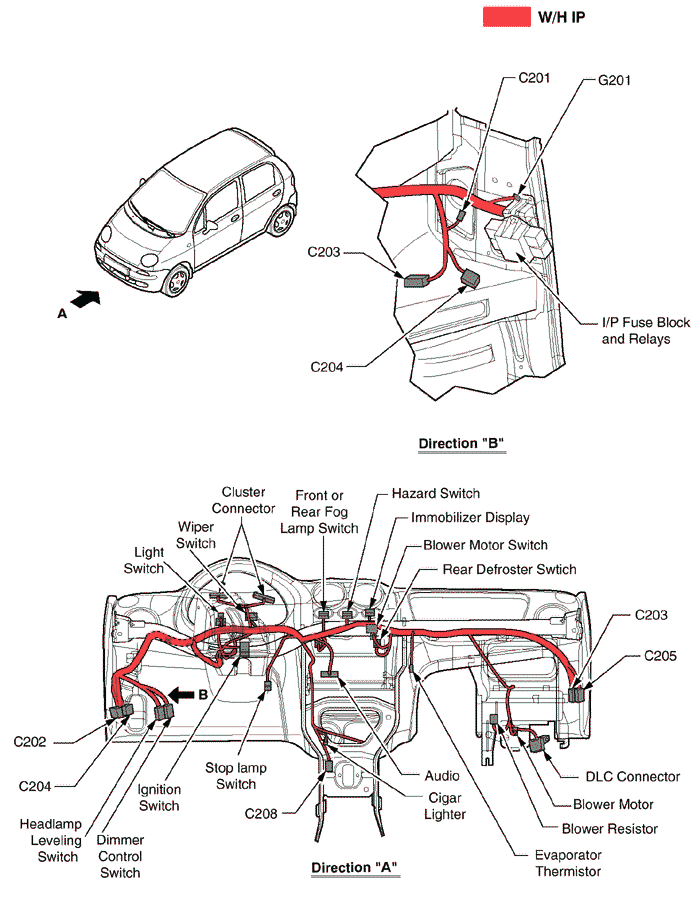 W/H IP
C201
G201
C203
A
I/P Fuse Block
and Relays
C204
Direction "B"
Cluster
Connector
Front or
Rear Fog
Lamp Switch
Hazard Switch
Wiper
Switch
Immobilizer Display
Light
Switch
Blower Motor Switch
Rear Defroster Swtich
C203
C205
B
C202
C204
Ignition
Switch
Stop lamp
Switch
C208
Audio
Cigar
Lighter
DLC Connector
Blower Motor
Blower Resistor
Headlamp
Leveling
Switch
Dimmer
Control
Switch
Evaporator
Thermistor
Direction "A"